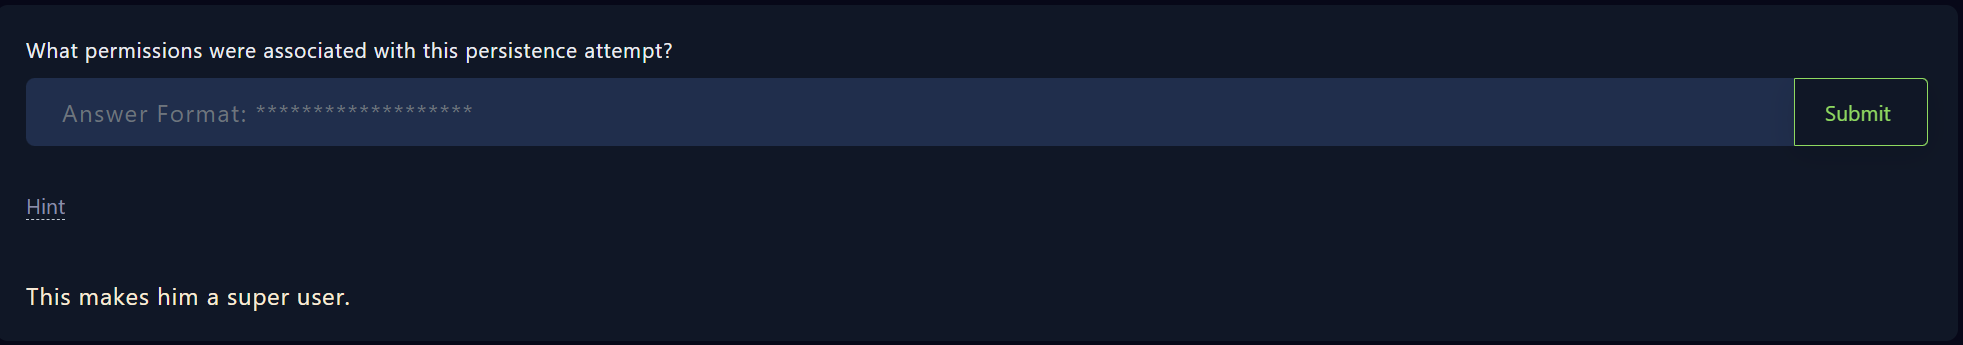 What permissions were associated with this persistence attempt?
Answer Format: *******************
Submit
Hint
This makes him a super user.